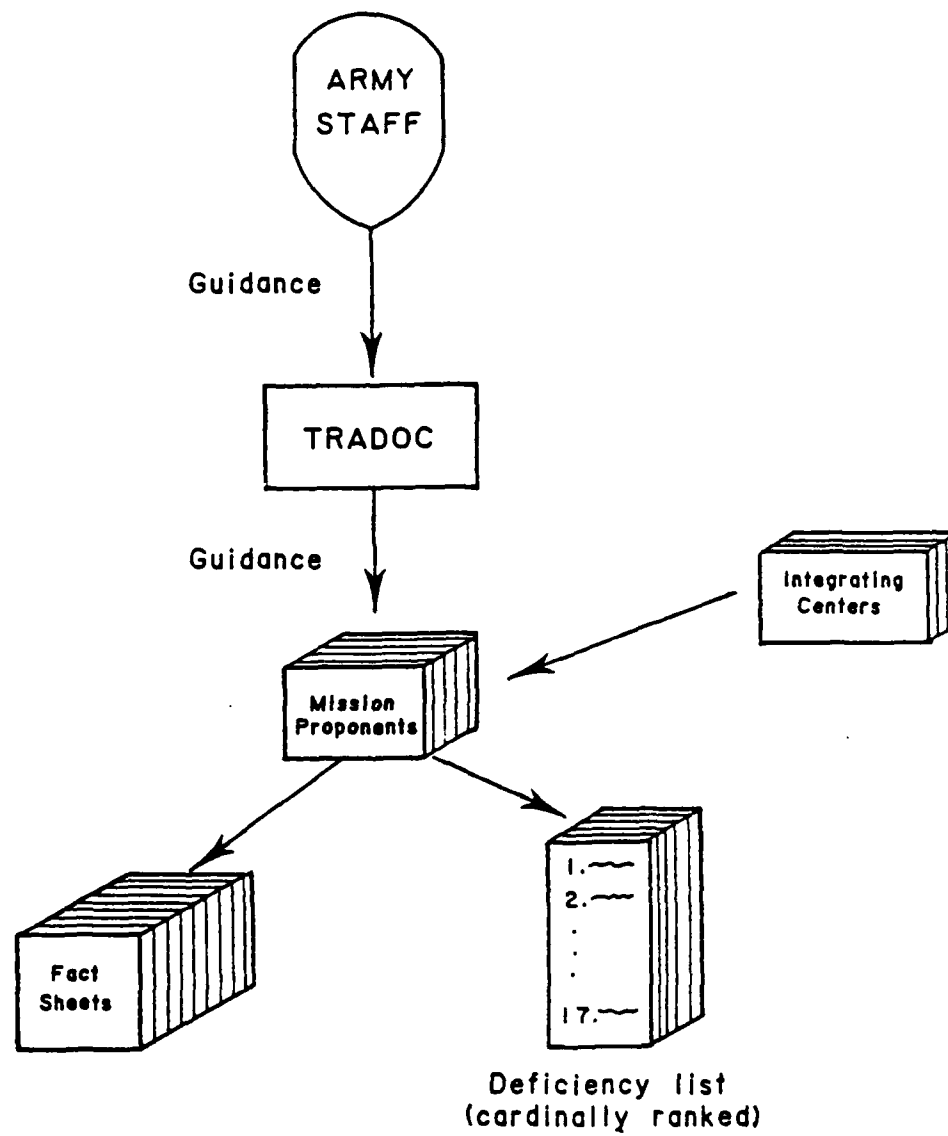 ARMY
STAFF
Guidance
TRADOC
Guidance
Integrating
Centers
Mission
Proponents
1.
2.
.
.
.
17.
Fact
Sheets
Deficiency list
(cardinally ranked)